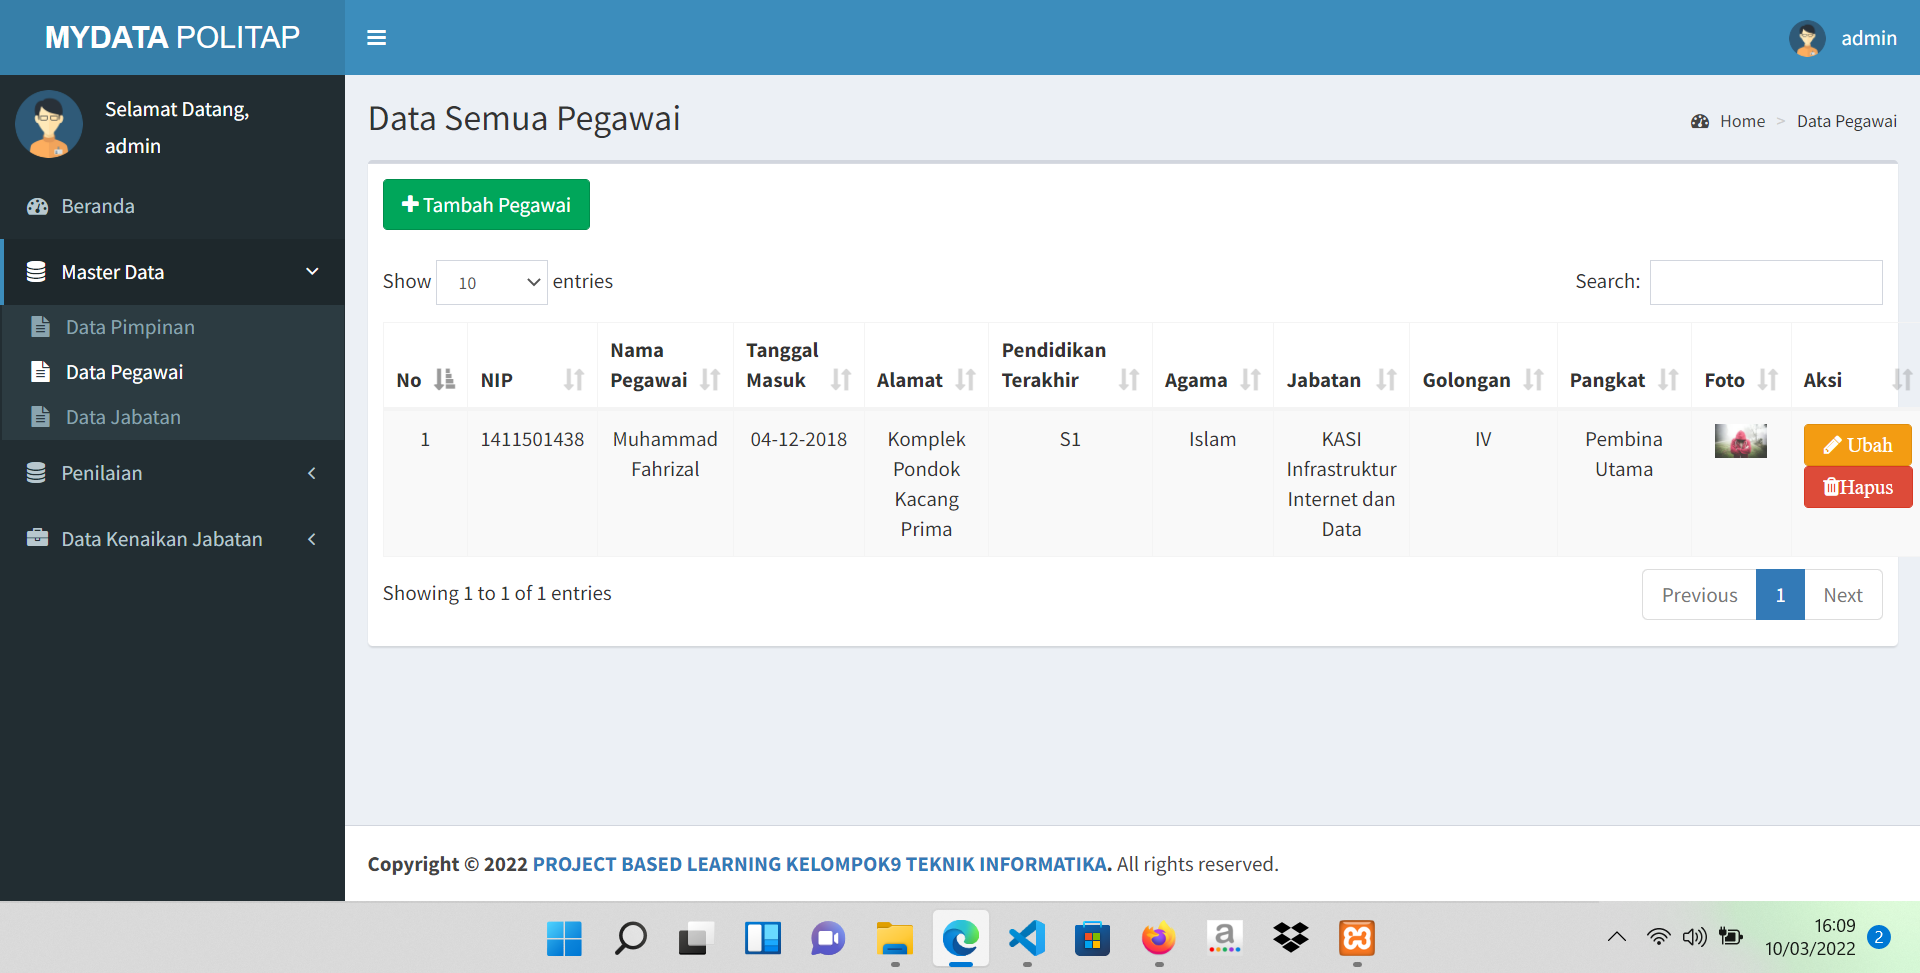 MYDATA POLITAP
admin
Selamat Datang,
admin
Beranda
Master Data
Data Pimpinan
Data Pegawai
Data Jabatan
Penilaian
Data Kenaikan Jabatan
Data Semua Pegawai
Home > Data Pegawai
Tambah Pegawai
Show 10 entries
Search:
No NIP Nama Pegawai Tanggal Masuk Alamat Pendidikan Terakhir Agama Jabatan Golongan Pangkat Foto Aksi
1 1411501438 Muhammad Fahrizal 04-12-2018 Komplek Pondok Kacang Prima S1 Islam KASI Infrastruktur Internet dan Data IV Pembina Utama Ubah
Hapus
Showing 1 to 1 of 1 entries
Previous 1 Next
Copyright © 2022 PROJECT BASED LEARNING KELOMPOK9 TEKNIK INFORMATIKA. All rights reserved.
a
16:09
10/03/2022
2